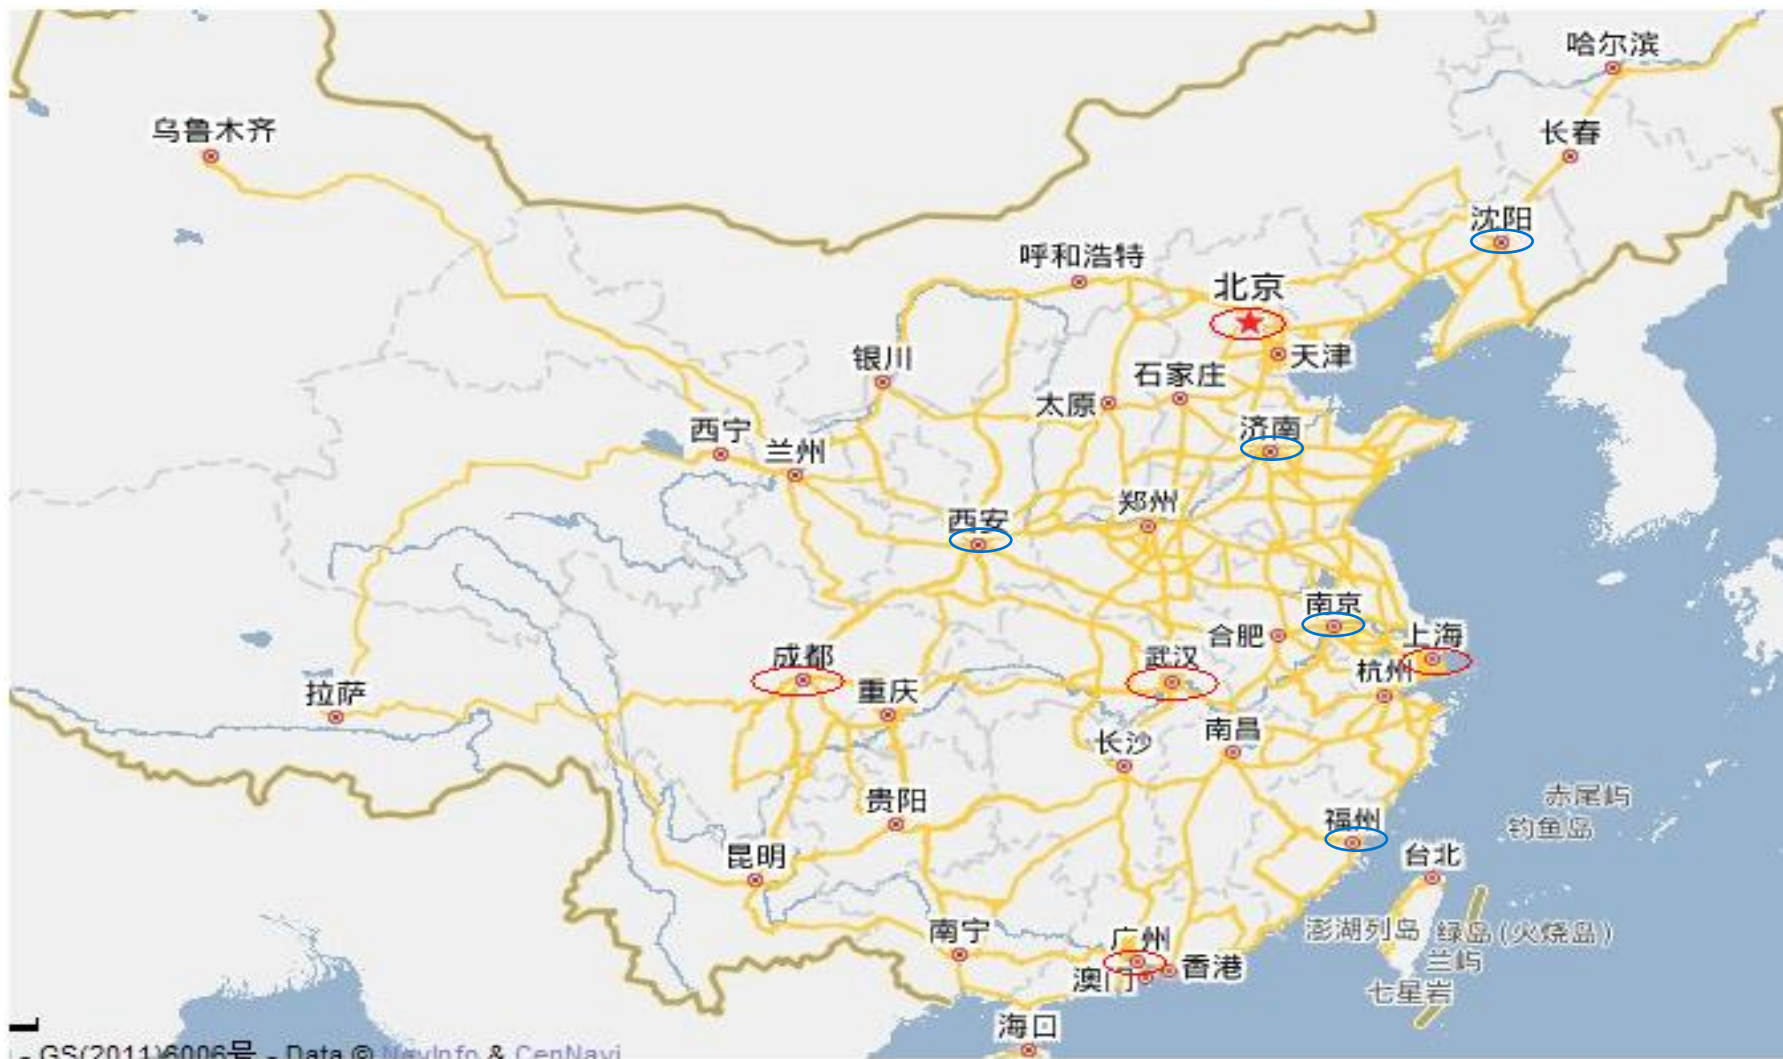 哈尔滨
乌鲁木齐
长春
沈阳
呼和浩特
北京
银川
天津
石家庄
太原
西宁
兰州
济南
西安
郑州
南京
合肥
上海
成都
武汉
杭州
拉萨
重庆
长沙
南昌
贵阳
赤尾屿
钓鱼岛
福州
昆明
台北
南宁
广州
澎湖列岛
绿岛(火烧岛)
兰屿
香港
澳门
七星岩
海口
- GS(2011)6006号 - Data © NavInfo & CenNavi